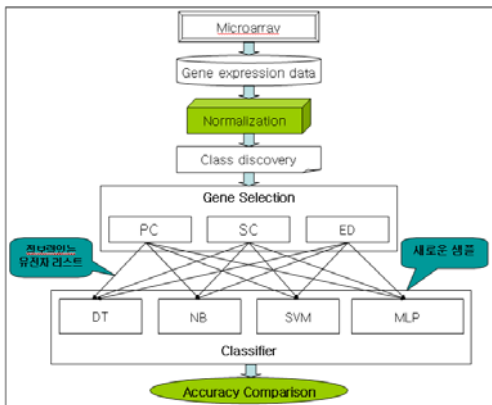 Microarray
Gene expression data
Normalization
Class discovery
Gene Selection
PC SC ED
정보력있는
유전자 리스트
새로운 샘플
DT NB SVM MLP
Classifier
Accuracy Comparison